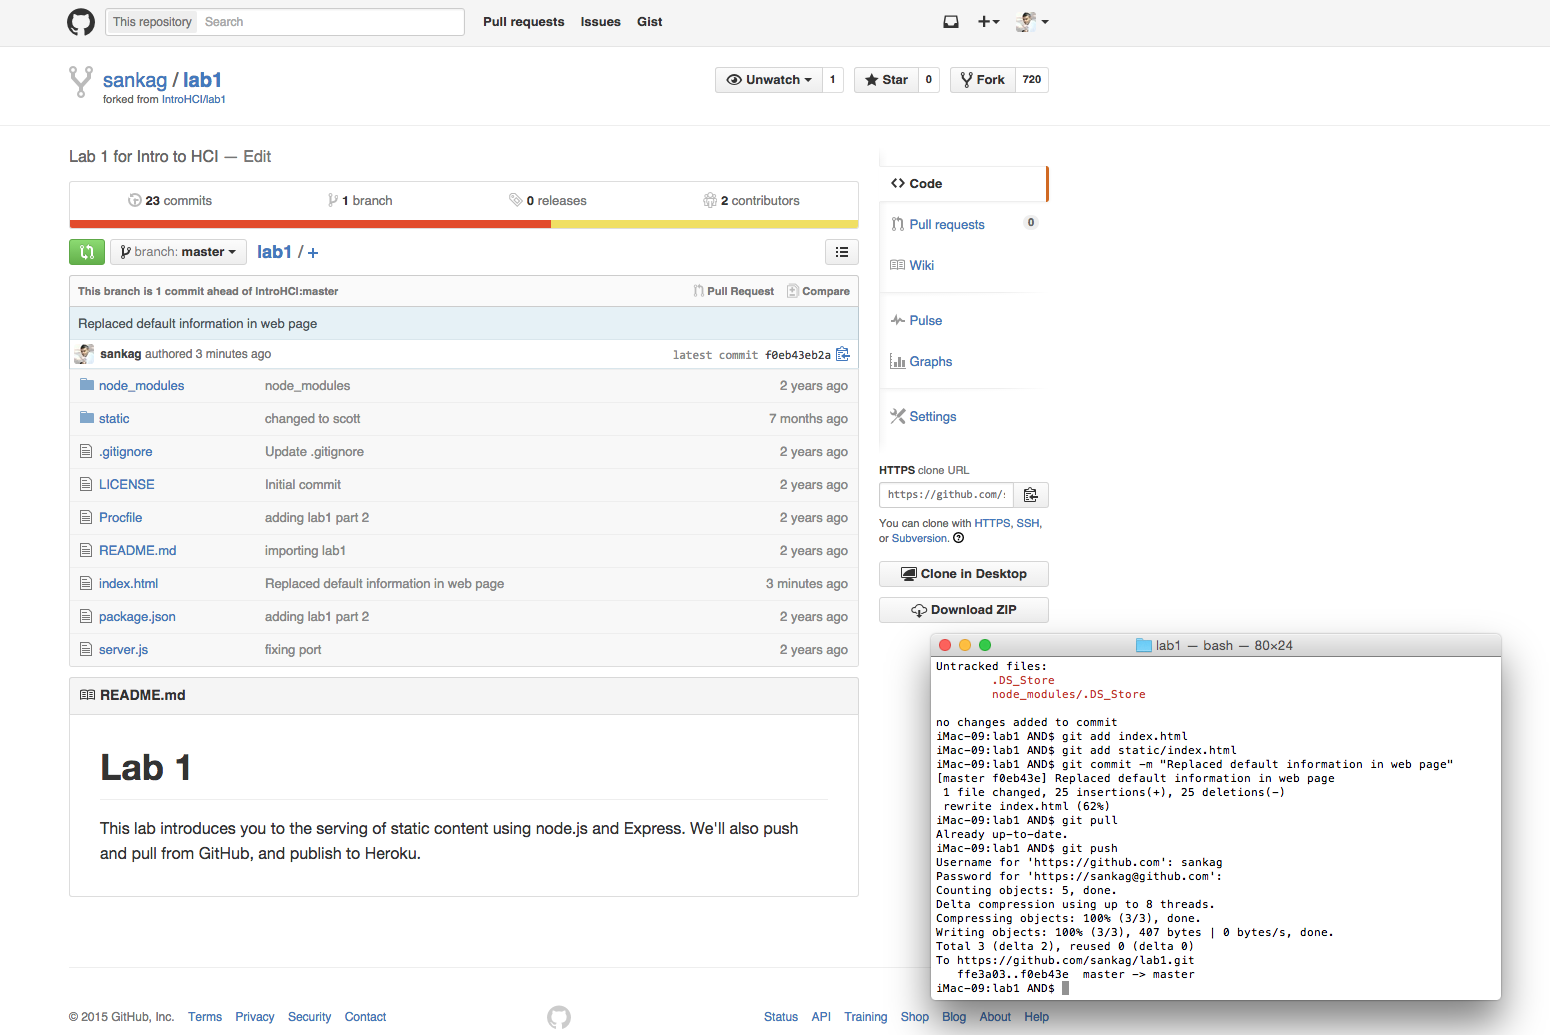 This repository Search Pull requests Issues Gist
sankag / lab1
forked from IntroHCI/lab1
Unwatch 1 Star 0 Fork 720
Lab 1 for Intro to HCI — Edit
23 commits 1 branch 0 releases 2 contributors
branch: master lab1 / +
This branch is 1 commit ahead of IntroHCI:master Pull Request Compare
Replaced default information in web page
sankag authored 3 minutes ago latest commit f0eb43eb2a
node_modules node_modules 2 years ago
static changed to scott 7 months ago
.gitignore Update .gitignore 2 years ago
LICENSE Initial commit 2 years ago
Procfile adding lab1 part 2 2 years ago
README.md importing lab1 2 years ago
index.html Replaced default information in web page 3 minutes ago
package.json adding lab1 part 2 2 years ago
server.js fixing port 2 years ago
README.md
Lab 1
This lab introduces you to the serving of static content using node.js and Express. We'll also push
and pull from GitHub, and publish to Heroku.
Code
Pull requests 0
Wiki
Pulse
Graphs
Settings
HTTPS clone URL
https://github.com/
You can clone with HTTPS, SSH,
or Subversion.
Clone in Desktop
Download ZIP
lab1 — bash — 80×24
Untracked files:
.DS_Store
node_modules/.DS_Store
no changes added to commit
iMac-09:lab1 AND$ git add index.html
iMac-09:lab1 AND$ git add static/index.html
iMac-09:lab1 AND$ git commit -m "Replaced default information in web page"
[master f0eb43e] Replaced default information in web page
1 file changed, 25 insertions(+), 25 deletions(-)
rewrite index.html (62%)
iMac-09:lab1 AND$ git pull
Already up-to-date.
iMac-09:lab1 AND$ git push
Username for 'https://github.com': sankag
Password for 'https://sankag@github.com':
Counting objects: 5, done.
Delta compression using up to 8 threads.
Compressing objects: 100% (3/3), done.
Writing objects: 100% (3/3), 407 bytes | 0 bytes/s, done.
Total 3 (delta 2), reused 0 (delta 0)
To https://github.com/sankag/lab1.git
ffe3a03..f0eb43e master -> master
iMac-09:lab1 AND$
© 2015 GitHub, Inc. Terms Privacy Security Contact Status API Training Shop Blog About Help